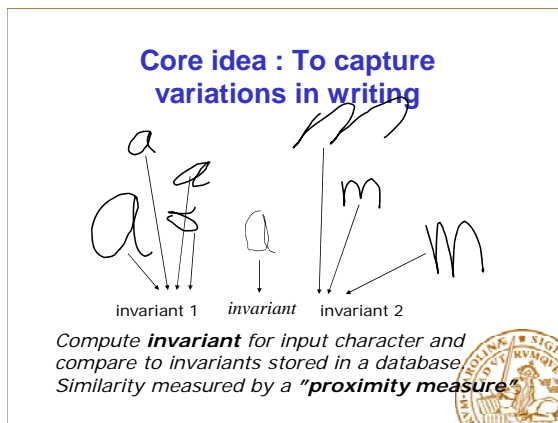 Core idea : To capture
variations in writing
a
m
a
m
a
a
a
m
invariant 1
invariant
invariant 2
Compute invariant for input character and
compare to invariants stored in a database.
Similarity measured by a "proximity measure"